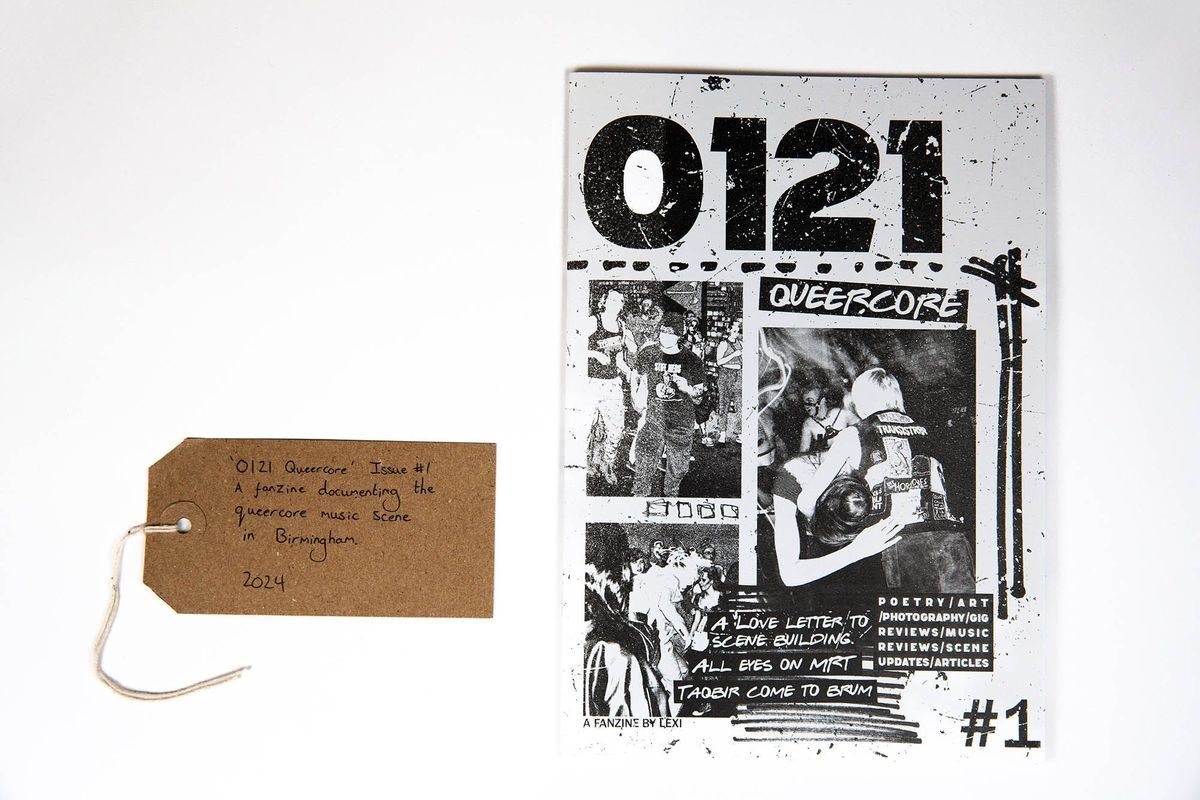 '0121 Queercore' Issue #1
A fanzine documenting the
queercore music scene
in Birmingham.
2024
0121
QUEERCORE
A LOVE LETTER TO
SCENE BUILDING.
ALL EYES ON MRT
TAQBIR COME TO BRUM
POETRY/ART
/PHOTOGRAPHY/GIG
REVIEWS/MUSIC
REVIEWS/SCENE
UPDATES/ARTICLES
A FANZINE BY LEXI
#1